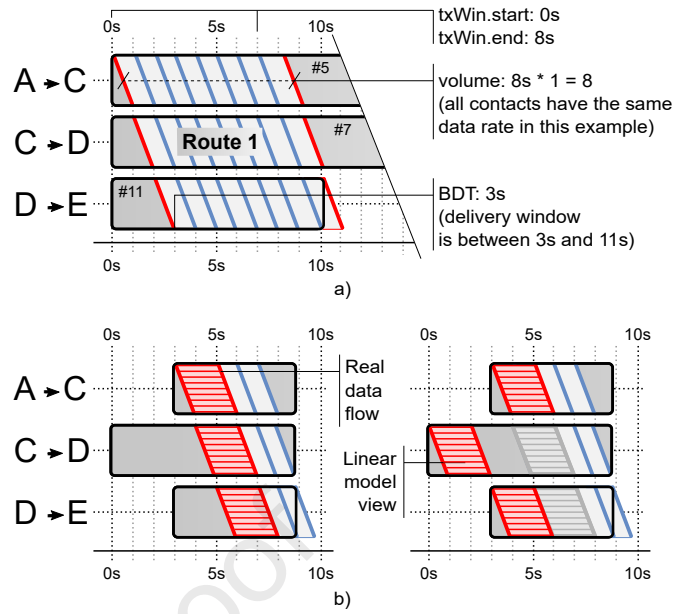 0s 5s 10s
txWin.start: 0s
txWin.end: 8s
A → C
#5
volume: 8s * 1 = 8
(all contacts have the same
data rate in this example)
C → D
Route 1
#7
D → E
#11
BDT: 3s
(delivery window
is between 3s and 11s)
0s 5s 10s
a)
0s 5s 10s 0s 5s 10s
A → C
Real
data
flow
C → D
Linear
model
view
D → E
0s 5s 10s 0s 5s 10s
b)